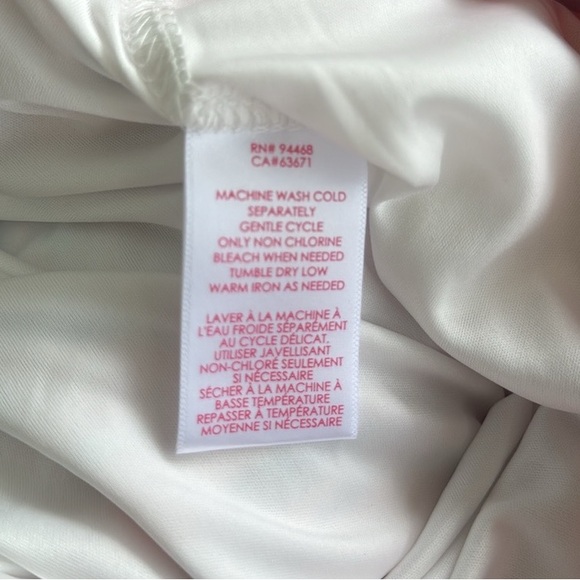 RN# 94468
CA#63671
MACHINE WASH COLD
SEPARATELY
GENTLE CYCLE
ONLY NON CHLORINE
BLEACH WHEN NEEDED
TUMBLE DRY LOW
WARM IRON AS NEEDED
LAVER À LA MACHINE À
L'EAU FROIDE SÉPARÉMENT
AU CYCLE DÉLICAT.
UTILISER JAVELLISANT
NON-CHLORÉ SEULEMENT
SI NÉCESSAIRE
SÉCHER À LA MACHINE À
BASSE TEMPÉRATURE
REPASSER À TEMPÉRATURE
MOYENNE SI NÉCESSAIRE